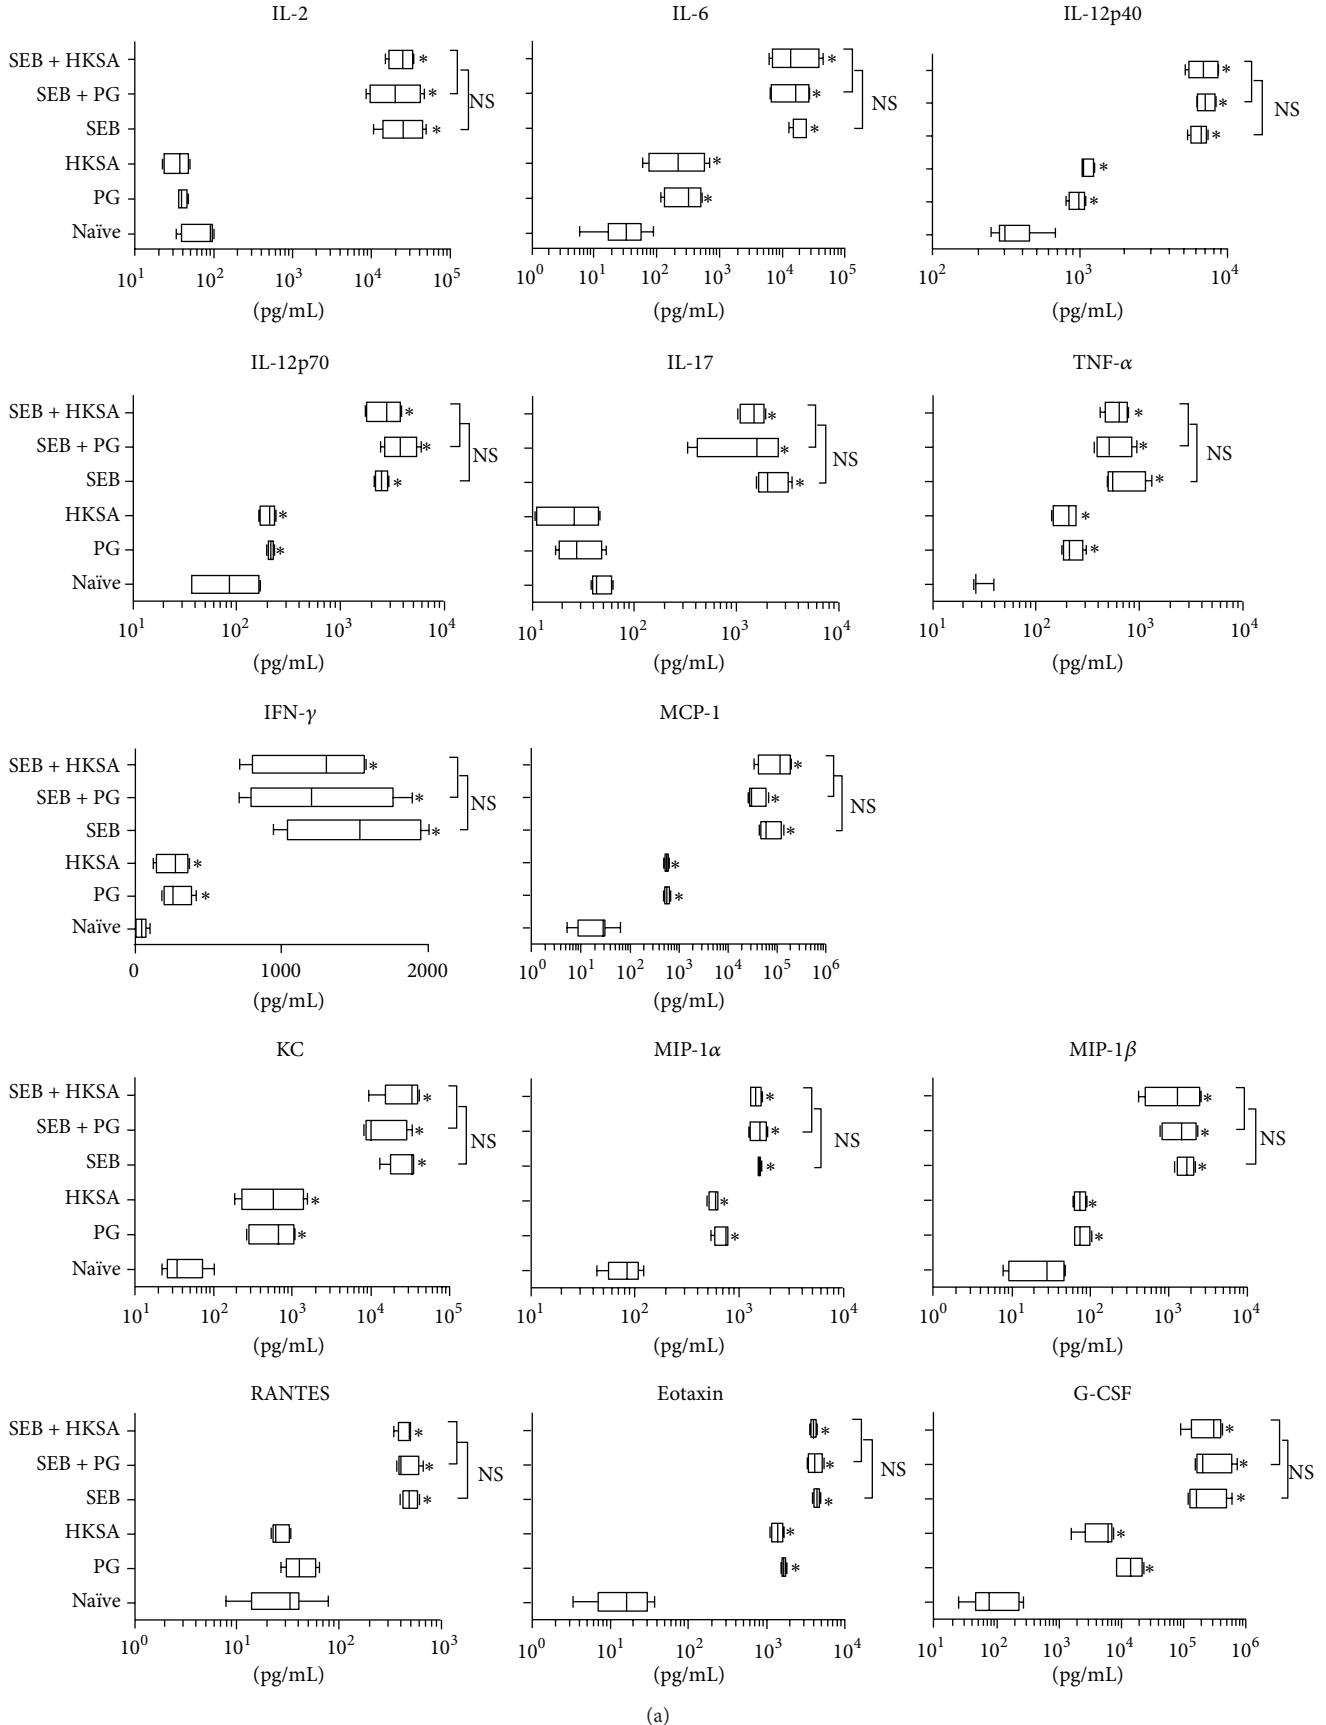 IL-2 IL-6 IL-12p40
SEB + HKSA * * *
SEB + PG * NS * NS * NS
SEB * * *
HKSA * *
PG * *
Naïve
10^1 10^2 10^3 10^4 10^5 10^0 10^1 10^2 10^3 10^4 10^5 10^2 10^3 10^4
(pg/mL) (pg/mL) (pg/mL)
IL-12p70 IL-17 TNF-α
SEB + HKSA * * *
SEB + PG * NS * NS * NS
SEB * * *
HKSA * *
PG * *
Naïve
10^1 10^2 10^3 10^4 10^1 10^2 10^3 10^4 10^1 10^2 10^3 10^4
(pg/mL) (pg/mL) (pg/mL)
IFN-γ MCP-1
SEB + HKSA * *
SEB + PG * NS * NS
SEB * *
HKSA * *
PG * *
Naïve
0 1000 2000 10^0 10^1 10^2 10^3 10^4 10^5 10^6
(pg/mL) (pg/mL)
KC MIP-1α MIP-1β
SEB + HKSA * * *
SEB + PG * NS * NS * NS
SEB * * *
HKSA * * *
PG * * *
Naïve
10^1 10^2 10^3 10^4 10^5 10^1 10^2 10^3 10^4 10^0 10^1 10^2 10^3 10^4
(pg/mL) (pg/mL) (pg/mL)
RANTES Eotaxin G-CSF
SEB + HKSA * * *
SEB + PG * NS * NS * NS
SEB * * *
HKSA * *
PG * *
Naïve
10^0 10^1 10^2 10^3 10^0 10^1 10^2 10^3 10^4 10^1 10^2 10^3 10^4 10^5 10^6
(pg/mL) (pg/mL) (pg/mL)
(a)